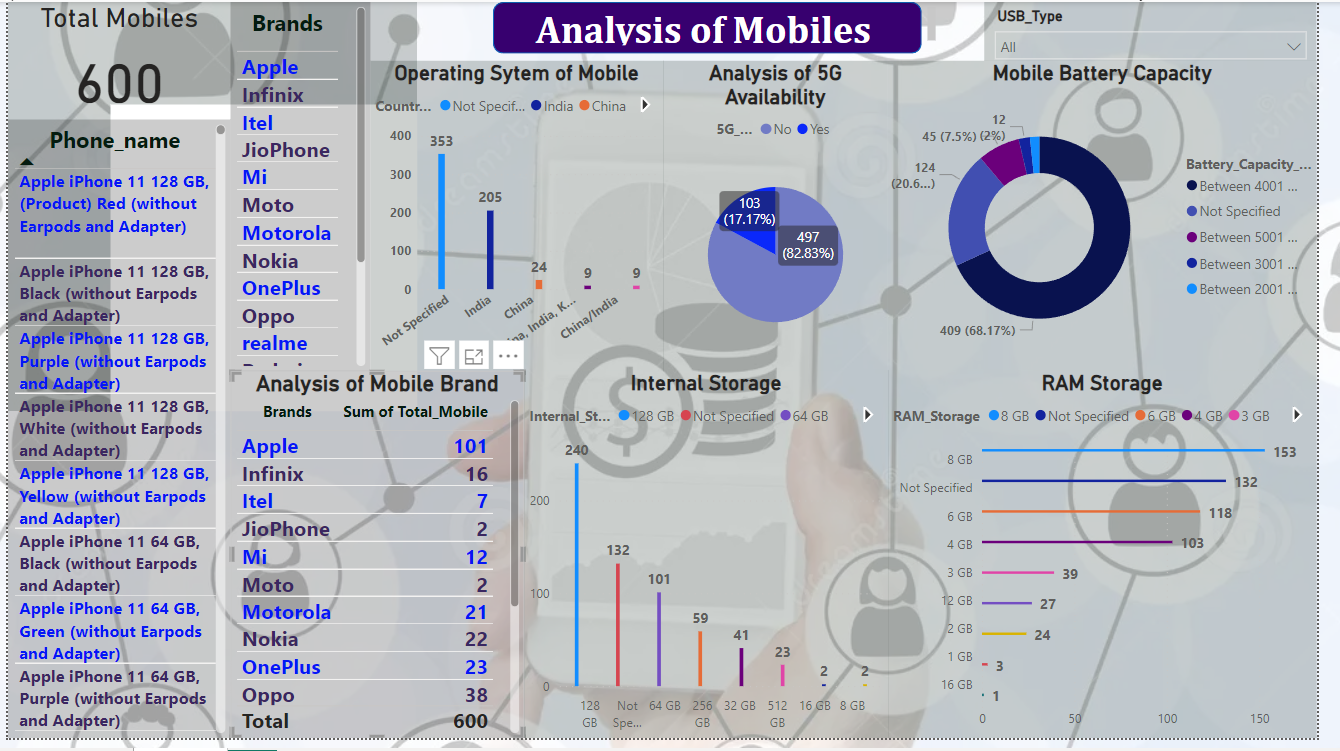 Total Mobiles
600
Phone_name
Apple iPhone 11 128 GB,
(Product) Red (without
Earpods and Adapter)
Apple iPhone 11 128 GB,
Black (without Earpods
and Adapter)
Apple iPhone 11 128 GB,
Purple (without Earpods
and Adapter)
Apple iPhone 11 128 GB,
White (without Earpods
and Adapter)
Apple iPhone 11 128 GB,
Yellow (without Earpods
and Adapter)
Apple iPhone 11 64 GB,
Black (without Earpods
and Adapter)
Apple iPhone 11 64 GB,
Green (without Earpods
and Adapter)
Apple iPhone 11 64 GB,
Purple (without Earpods
and Adapter)
Brands
Apple
Infinix
Itel
JioPhone
Mi
Moto
Motorola
Nokia
OnePlus
Oppo
realme
Analysis of Mobiles
USB_Type
All
Operating Sytem of Mobile
Countr... Not Specif... India China
400
300
200
100
0
353
205
24
9
9
Not Specified
India
China
na, India, K...
China/India
Analysis of 5G
Availability
5G_... No Yes
103
(17.17%)
497
(82.83%)
Mobile Battery Capacity
12
45 (7.5%) (2%)
124
(20.6...)
409 (68.17%)
Battery_Capacity_...
Between 4001 ...
Not Specified
Between 5001 ...
Between 3001 ...
Between 2001 ...
Analysis of Mobile Brand
Brands Sum of Total_Mobile
Apple 101
Infinix 16
Itel 7
JioPhone 2
Mi 12
Moto 2
Motorola 21
Nokia 22
OnePlus 23
Oppo 38
Total 600
Internal Storage
Internal_St... 128 GB Not Specified 64 GB
200
100
0
240
132
101
59
41
23
2
2
128
GB
Not
Spe...
64 GB
256
GB
32 GB
512
GB
16 GB
8 GB
RAM Storage
RAM_Storage 8 GB Not Specified 6 GB 4 GB 3 GB
8 GB 153
Not Specified 132
6 GB 118
4 GB 103
3 GB 39
12 GB 27
2 GB 24
1 GB 3
16 GB 1
0 50 100 150